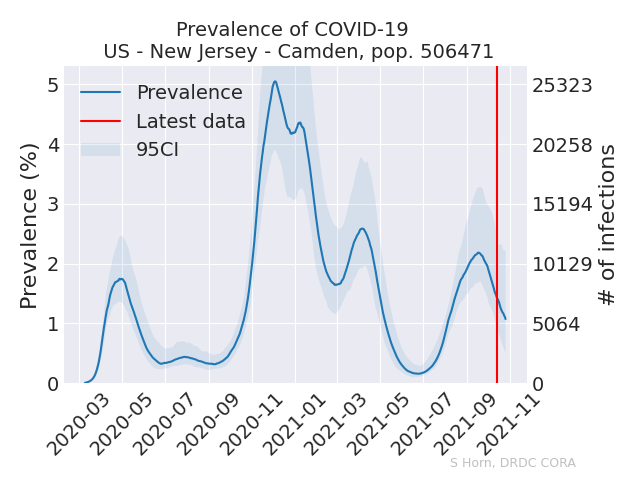 Prevalence of COVID-19
US - New Jersey - Camden, pop. 506471
Prevalence
Latest data
95CI
Prevalence (%)
5
4
3
2
1
0
25323
20258
15194
10129
5064
0
# of infections
2020-03
2020-05
2020-07
2020-09
2020-11
2021-01
2021-03
2021-05
2021-07
2021-09
2021-11
S Horn, DRDC CORA